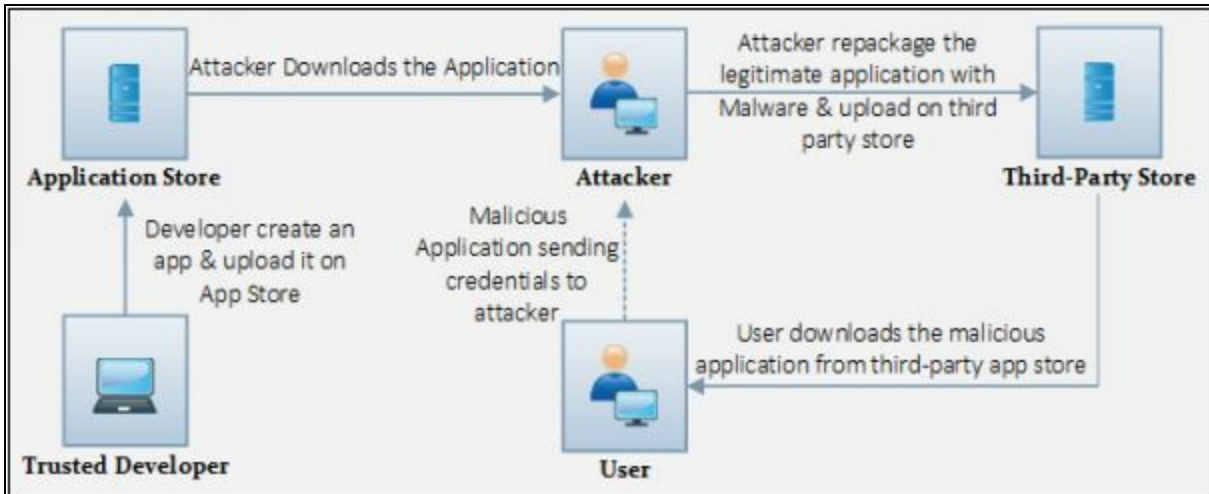 Attacker Downloads the Application
Attacker repackage the
legitimate application with
Malware & upload on third
party store
Application Store
Attacker
Third-Party Store
Developer create an
app & upload it on
App Store
Malicious
Application sending
credentials to
attacker
User downloads the malicious
application from third-party app store
Trusted Developer
User